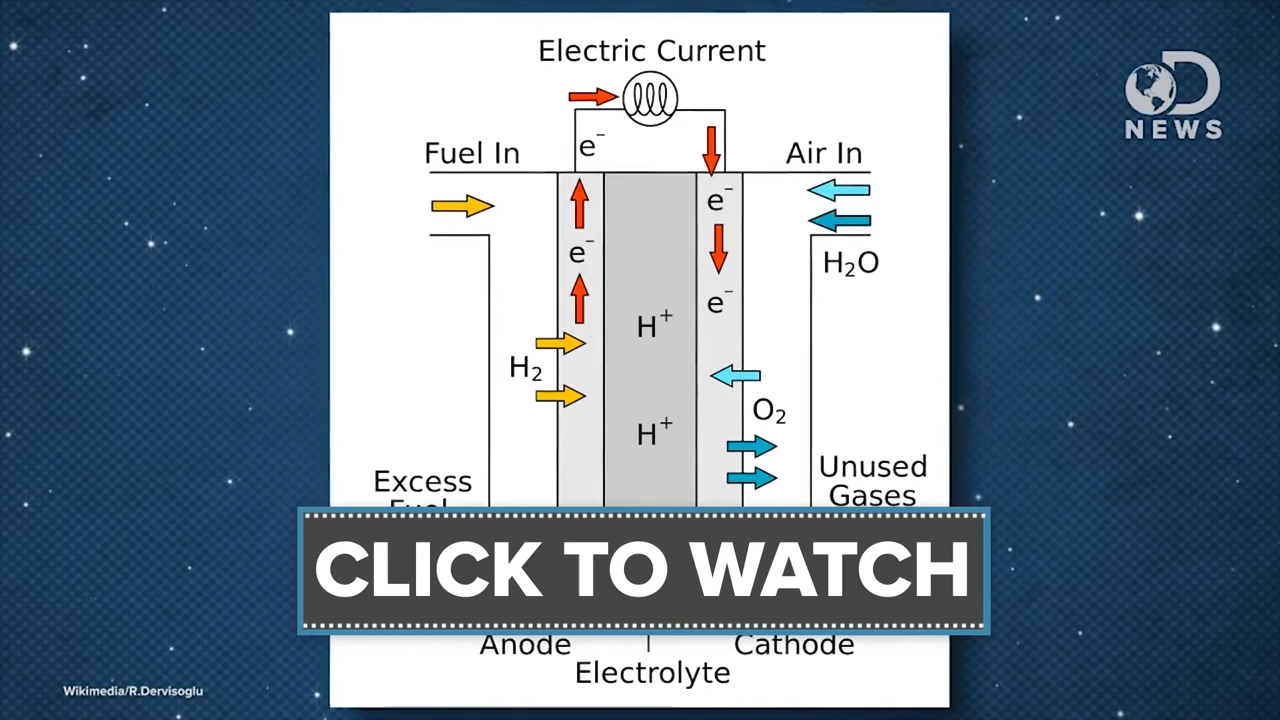 Electric Current
D
NEWS
e⁻
Fuel In
Air In
e⁻
e⁻
H₂O
e⁻
H⁺
H₂
O₂
H⁺
Unused
Gases
Excess
Fuel
CLICK TO WATCH
Anode
Cathode
Electrolyte
Wikimedia/R.Dervisoglu